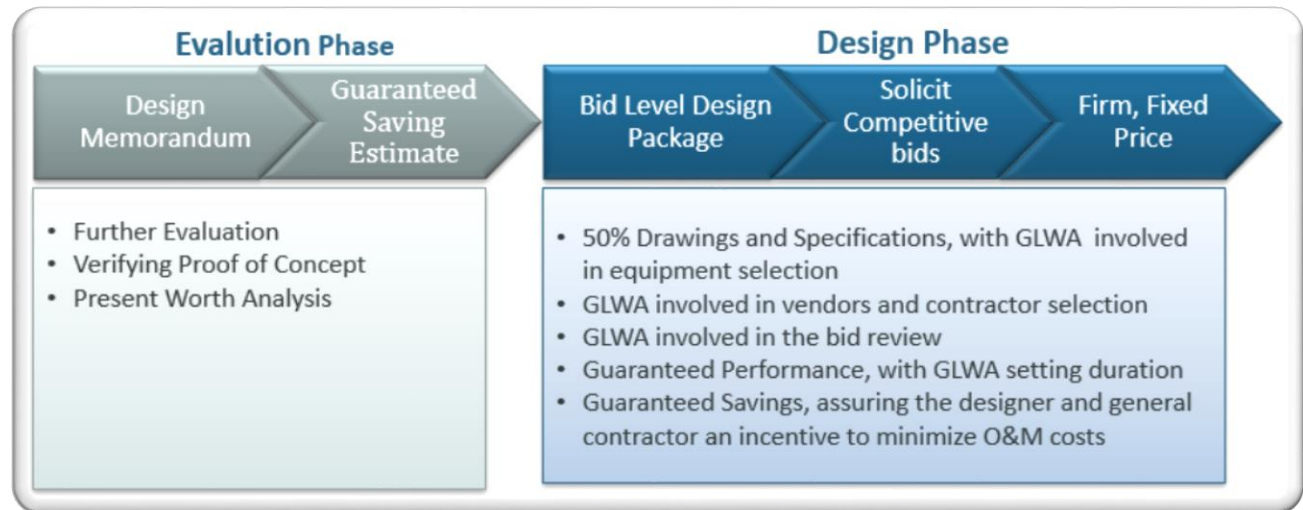 Evalution Phase
Design
Memorandum
Guaranteed
Saving
Estimate
• Further Evaluation
• Verifying Proof of Concept
• Present Worth Analysis
Design Phase
Bid Level Design
Package
Solicit
Competitive
bids
Firm, Fixed
Price
• 50% Drawings and Specifications, with GLWA involved
in equipment selection
• GLWA involved in vendors and contractor selection
• GLWA involved in the bid review
• Guaranteed Performance, with GLWA setting duration
• Guaranteed Savings, assuring the designer and general
contractor an incentive to minimize O&M costs